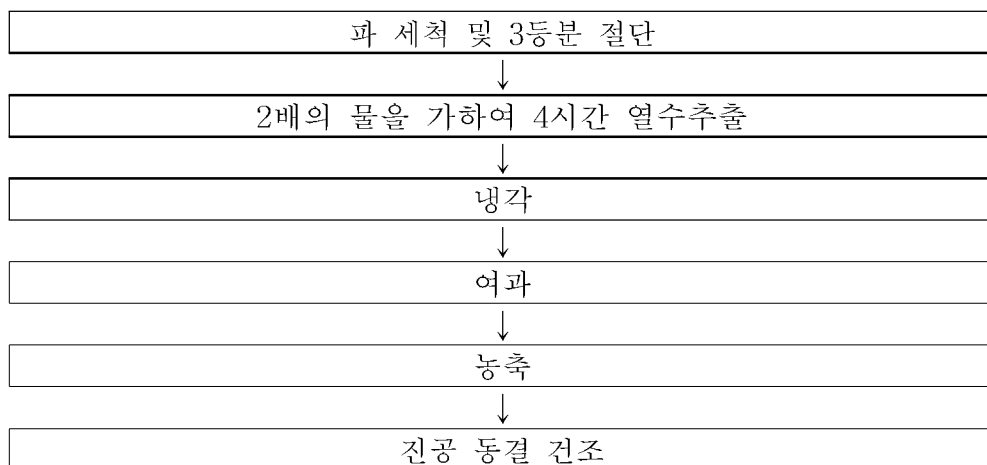 파 세척 및 3등분 절단
↓
2배의 물을 가하여 4시간 열수추출
↓
냉각
↓
여과
↓
농축
↓
진공 동결 건조